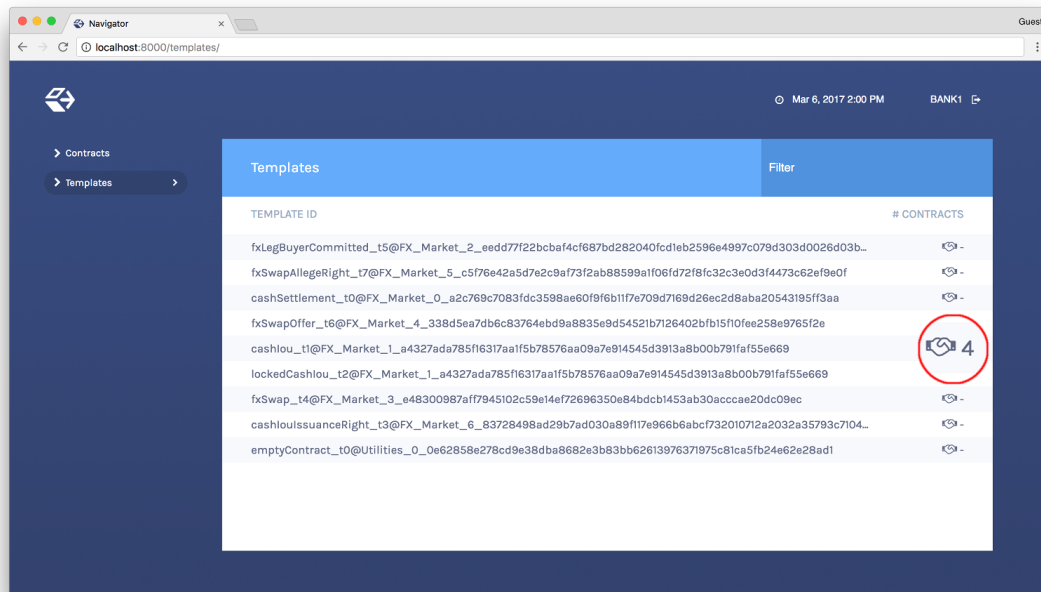 Navigator
Guest
localhost:8000/templates/
Mar 6, 2017 2:00 PM
BANK1
Contracts
Templates
Templates
Filter
TEMPLATE ID
# CONTRACTS
fxLegBuyerCommitted_t5@FX_Market_2_eedd77f22bcbaf4cf687bd282040fcd1eb2596e4997c079d303d0026d03b... -
fxSwapAllegeRight_t7@FX_Market_5_c5f76e42a5d7e2c9af73f2ab88599a1f06fd72f8fc32c3e0d3f4473c62ef9e0f -
cashSettlement_t0@FX_Market_0_a2c769c7083fdc3598ae60f9f6b11f7e709d7169d26ec2d8aba20543195ff3aa -
fxSwapOffer_t6@FX_Market_4_338d5ea7db6c83764ebd9a8835e9d54521b7126402bfb15f10fee258e9765f2e
cashIou_t1@FX_Market_1_a4327ada785f16317aa1f5b78576aa09a7e914545d3913a8b00b791faf55e669 4
lockedCashIou_t2@FX_Market_1_a4327ada785f16317aa1f5b78576aa09a7e914545d3913a8b00b791faf55e669
fxSwap_t4@FX_Market_3_e48300987aff7945102c59e14ef72696350e84bdcb1453ab30acccae20dc09ec -
cashIouIssuanceRight_t3@FX_Market_6_83728498ad29b7ad030a89f117e966b6abcf732010712a2032a35793c7104... -
emptyContract_t0@Utilities_0_0e62858e278cd9e38dba8682e3b83bb62613976371975c81ca5fb24e62e28ad1 -